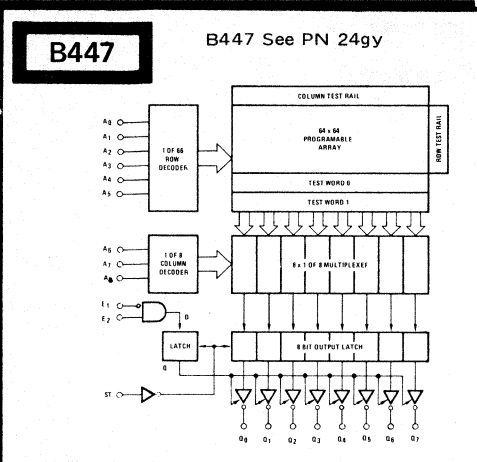 B447
B447 See PN 24gy
COLUMN TEST RAIL
A0
A1
A2
A3
A4
A5
1 OF 66
ROW
DECODER
64 x 64
PROGRAMABLE
ARRAY
ROW TEST RAIL
TEST WORD 0
TEST WORD 1
A6
A7
A8
1 OF 8
COLUMN
DECODER
8 x 1 OF 8 MULTIPLEXEF
E1
E2
D
LATCH
8 BIT OUTPUT LATCH
G
ST
Q0 Q1 Q2 Q3 Q4 Q5 Q6 Q7